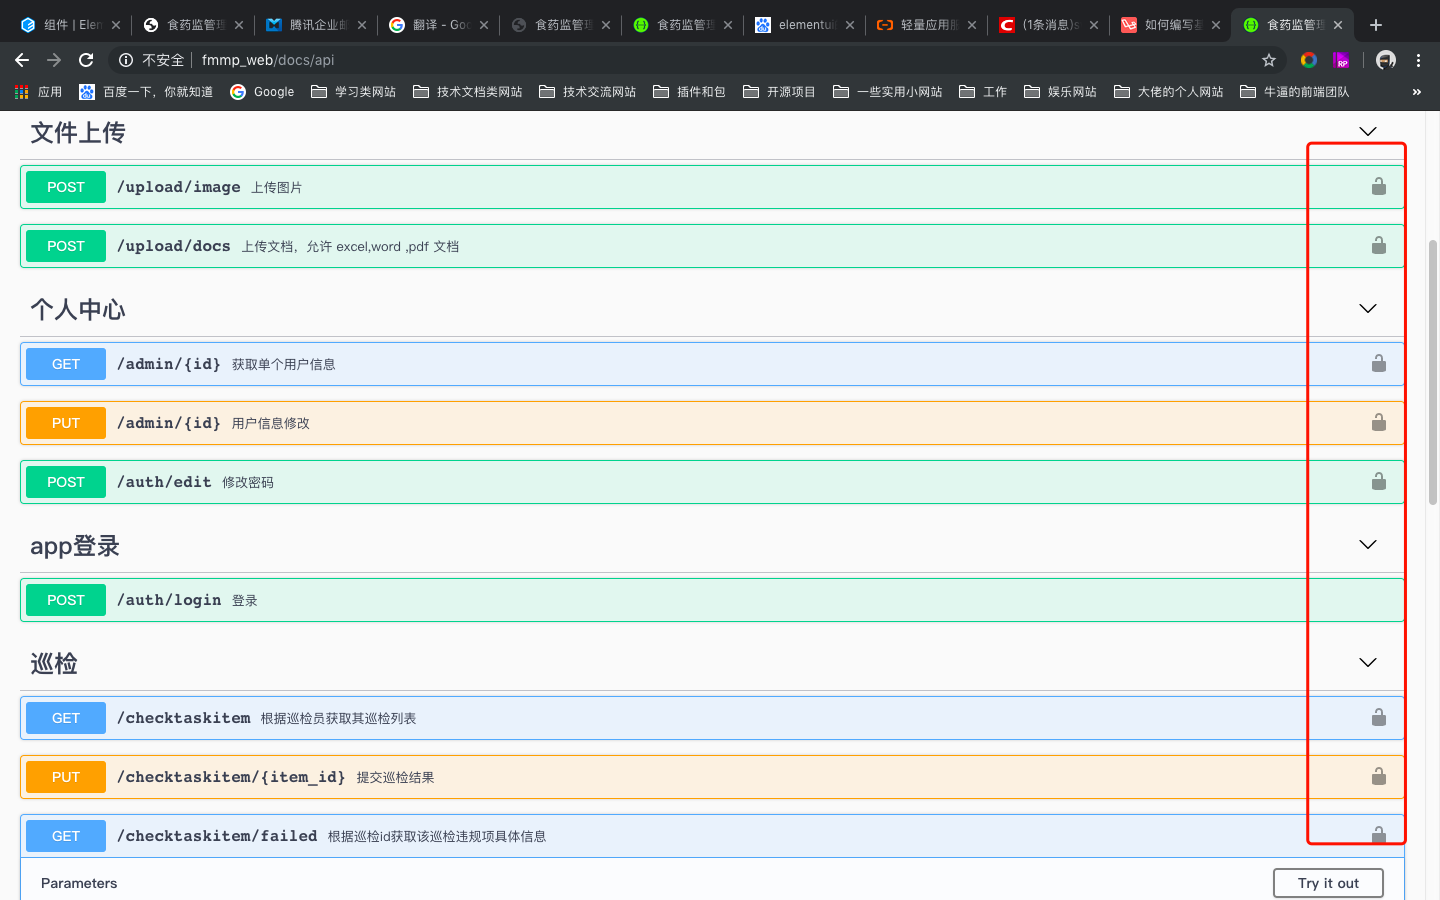 组件 | Elem
食药监管理
腾讯企业邮
翻译 - Goo
食药监管理
食药监管理
elementui
轻量应用服
(1条消息)s
如何编写基
食药监管理
不安全
fmmp_web/docs/api
应用
百度一下，你就知道
Google
学习类网站
技术文档类网站
技术交流网站
插件和包
开源项目
一些实用小网站
工作
娱乐网站
大佬的个人网站
牛逼的前端团队
»
文件上传
POST /upload/image 上传图片
POST /upload/docs 上传文档，允许 excel,word ,pdf 文档
个人中心
GET /admin/{id} 获取单个用户信息
PUT /admin/{id} 用户信息修改
POST /auth/edit 修改密码
app登录
POST /auth/login 登录
巡检
GET /checktaskitem 根据巡检员获取其巡检列表
PUT /checktaskitem/{item_id} 提交巡检结果
GET /checktaskitem/failed 根据巡检id获取该巡检违规项具体信息
Parameters
Try it out